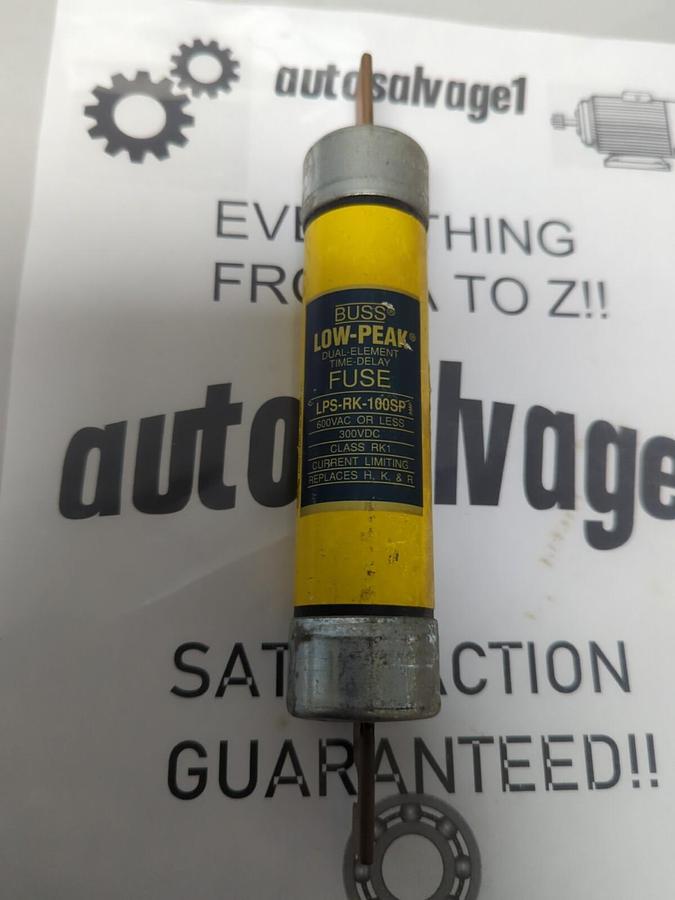 autosalvage1
EVE THING
FRO A TO Z!!
BUSS®
LOW-PEAK®
DUAL-ELEMENT
TIME-DELAY
FUSE
LPS-RK-100SP
600VAC OR LESS
300VDC
CLASS RK1
CURRENT LIMITING
REPLACES H, K, & R
auto lvage
SAT ACTION
GUARANTEED!!